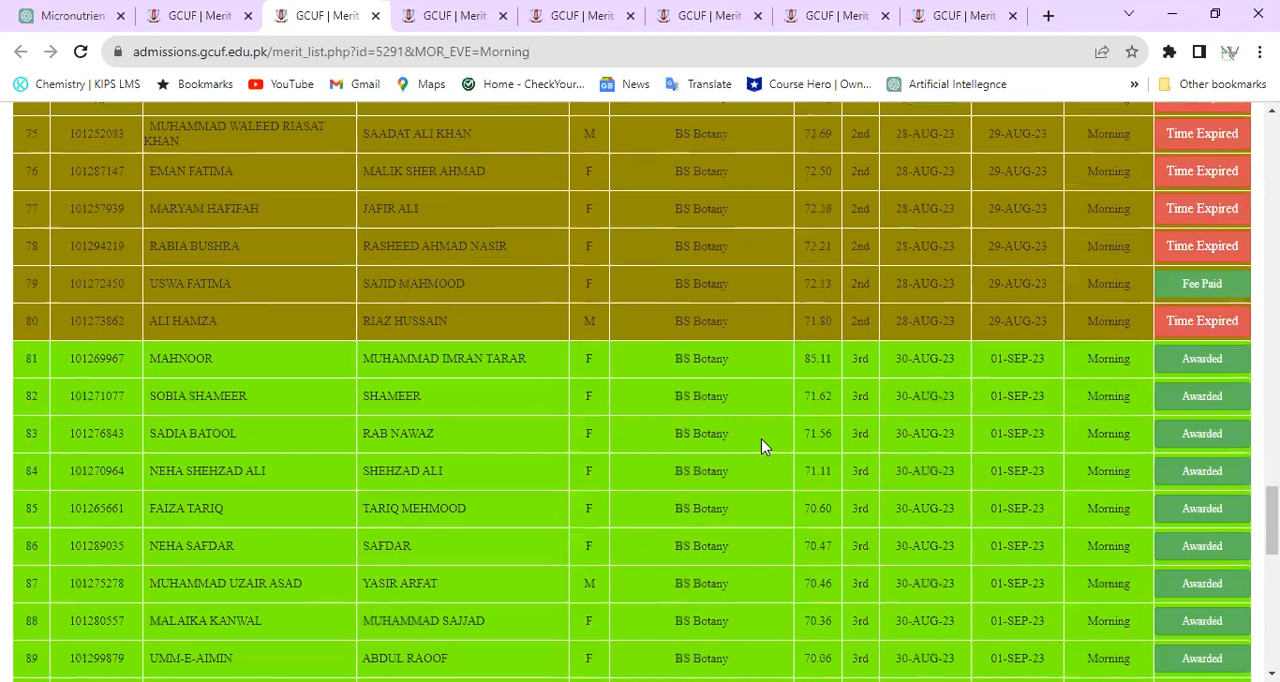 Micronutrient
GCUF | Merit
GCUF | Merit
GCUF | Merit
GCUF | Merit
GCUF | Merit
GCUF | Merit
GCUF | Merit
admissions.gcuf.edu.pk/merit_list.php?id=5291&MOR_EVE=Morning
Chemistry | KIPS LMS Bookmarks YouTube Gmail Maps Home - CheckYour... News Translate Course Hero | Own... Artificial Intellegnce » Other bookmarks
75 101252083 MUHAMMAD WALEED RIASAT KHAN SAADAT ALI KHAN M BS Botany 72.69 2nd 28-AUG-23 29-AUG-23 Morning Time Expired
76 101287147 EMAN FATIMA MALIK SHER AHMAD F BS Botany 72.50 2nd 28-AUG-23 29-AUG-23 Morning Time Expired
77 101257939 MARYAM HAFIFAH JAFIR ALI F BS Botany 2nd 28-AUG-23 29-AUG-23 Morning Time Expired
78 101294219 RABIA BUSHRA RASHEED AHMAD NASIR F BS Botany 72.21 2nd 28-AUG-23 29-AUG-23 Morning Time Expired
79 101272450 USWA FATIMA SAJID MAHMOOD F BS Botany 72.13 2nd 28-AUG-23 29-AUG-23 Morning Fee Paid
80 101273862 ALI HAMZA RIAZ HUSSAIN M BS Botany 71.80 2nd 28-AUG-23 29-AUG-23 Morning Time Expired
81 101269967 MAHNOOR MUHAMMAD IMRAN TARAR F BS Botany 85.11 3rd 30-AUG-23 01-SEP-23 Morning Awarded
82 101271077 SOBIA SHAMEER SHAMEER F BS Botany 71.62 3rd 30-AUG-23 01-SEP-23 Morning Awarded
83 101276843 SADIA BATOOL RAB NAWAZ F BS Botany 71.56 3rd 30-AUG-23 01-SEP-23 Morning Awarded
84 101270964 NEHA SHEHZAD ALI SHEHZAD ALI F BS Botany 71.11 3rd 30-AUG-23 01-SEP-23 Morning Awarded
85 101265661 FAIZA TARIQ TARIQ MEHMOOD F BS Botany 70.60 3rd 30-AUG-23 01-SEP-23 Morning Awarded
86 101289035 NEHA SAFDAR SAFDAR F BS Botany 70.47 3rd 30-AUG-23 01-SEP-23 Morning Awarded
87 101275278 MUHAMMAD UZAIR ASAD YASIR ARFAT M BS Botany 70.46 3rd 30-AUG-23 01-SEP-23 Morning Awarded
88 101280557 MALAIKA KANWAL MUHAMMAD SAJJAD F BS Botany 70.36 3rd 30-AUG-23 01-SEP-23 Morning Awarded
89 101299879 UMM-E-AIMIN ABDUL RAOOF F BS Botany 70.06 3rd 30-AUG-23 01-SEP-23 Morning Awarded